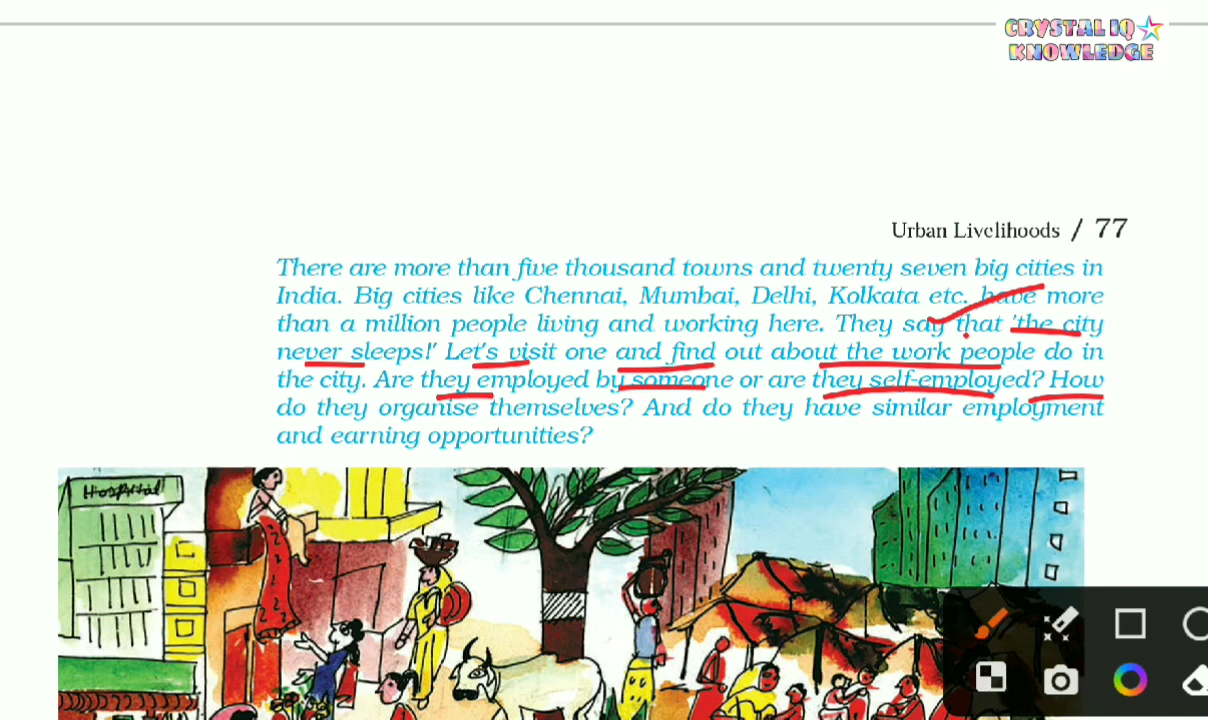 CRYSTAL IQ
KNOWLEDGE
Urban Livelihoods / 77
There are more than five thousand towns and twenty seven big cities in
India. Big cities like Chennai, Mumbai, Delhi, Kolkata etc. have more
than a million people living and working here. They say that 'the city
never sleeps!' Let's visit one and find out about the work people do in
the city. Are they employed by someone or are they self-employed? How
do they organise themselves? And do they have similar employment
and earning opportunities?
Hospital